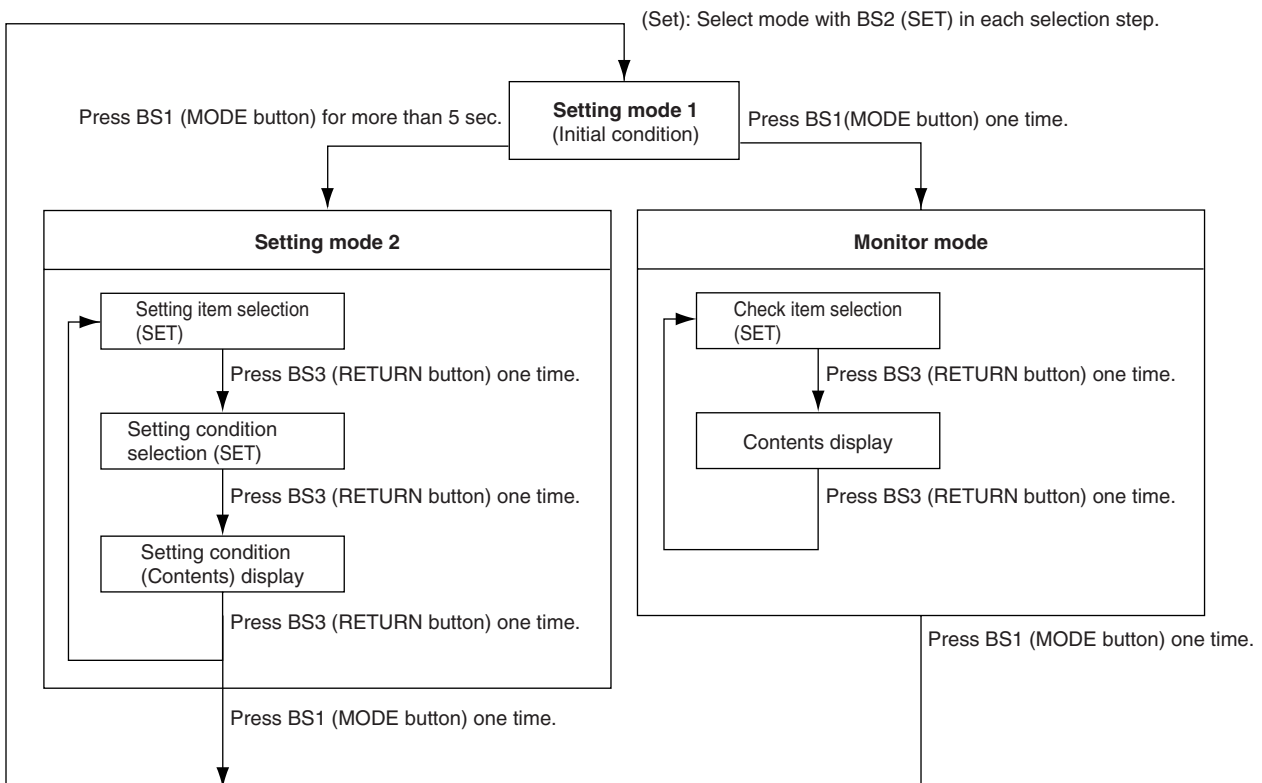 (Set): Select mode with BS2 (SET) in each selection step.
Press BS1 (MODE button) for more than 5 sec.
Setting mode 1
(Initial condition)
Press BS1(MODE button) one time.
Setting mode 2
Setting item selection
(SET)
Press BS3 (RETURN button) one time.
Setting condition
selection (SET)
Press BS3 (RETURN button) one time.
Setting condition
(Contents) display
Press BS3 (RETURN button) one time.
Press BS1 (MODE button) one time.
Monitor mode
Check item selection
(SET)
Press BS3 (RETURN button) one time.
Contents display
Press BS3 (RETURN button) one time.
Press BS1 (MODE button) one time.